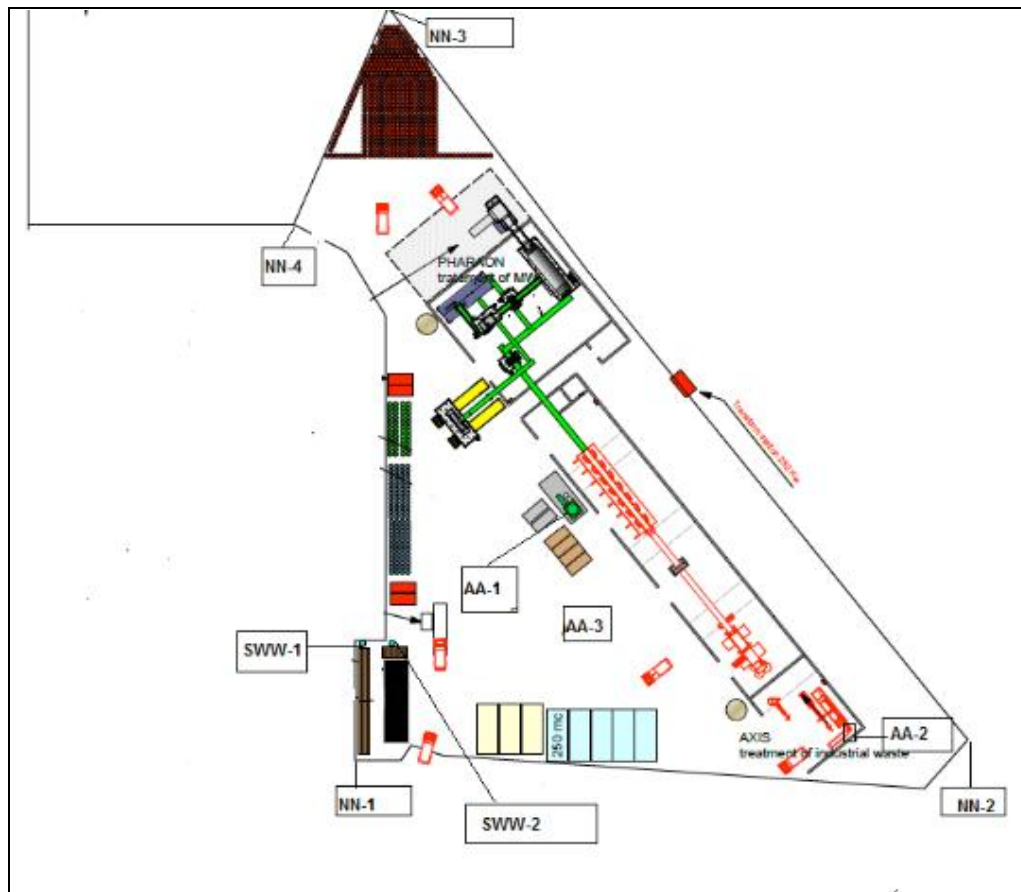 NN-3
NN-4
PHARAON
tratement of MW
AA-1
AA-3
SWW-1
250 mc
AXIS
treatment of industrial waste
AA-2
NN-1
SWW-2
NN-2